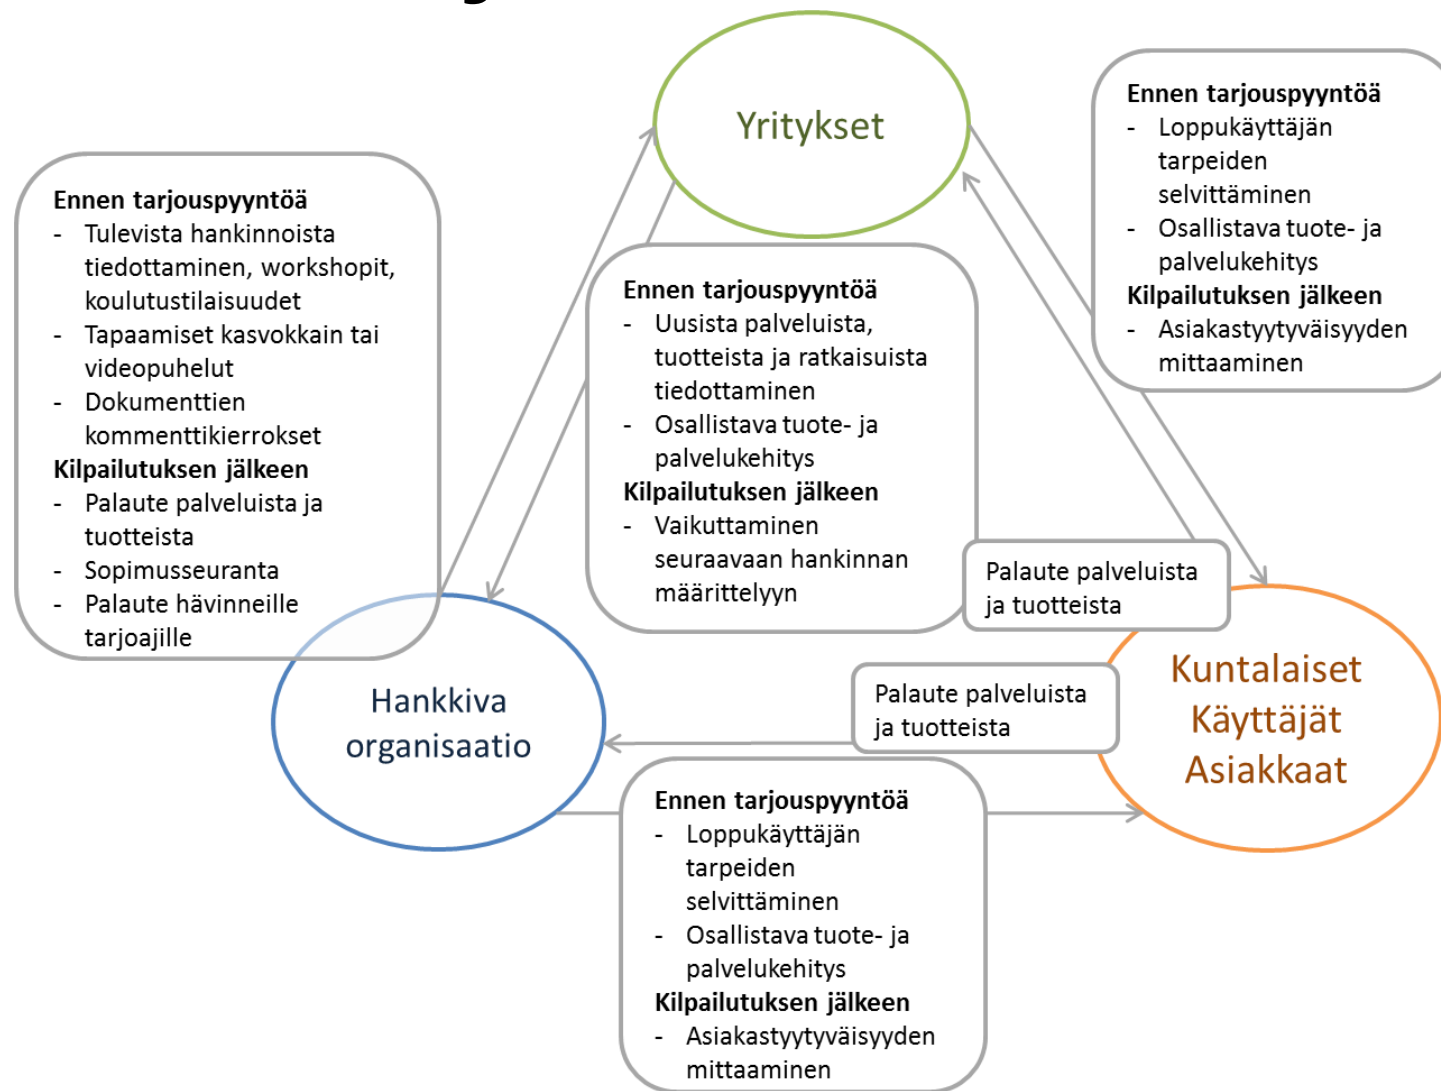 Yritykset
Ennen tarjouspyyntöä
- Loppukäyttäjän
tarpeiden
selvittäminen
- Osallistava tuote- ja
palvelukehitys
Kilpailutuksen jälkeen
- Asiakastyytyväisyyden
mittaaminen
Ennen tarjouspyyntöä
- Tulevista hankinnoista
tiedottaminen, workshopit,
koulutustilaisuudet
- Tapaamiset kasvokkain tai
videopuhelut
- Dokumenttien
kommenttikierrokset
Kilpailutuksen jälkeen
- Palaute palveluista ja
tuotteista
- Sopimusseuranta
- Palaute hävinneille
tarjoajille
Ennen tarjouspyyntöä
- Uusista palveluista,
tuotteista ja ratkaisuista
tiedottaminen
- Osallistava tuote- ja
palvelukehitys
Kilpailutuksen jälkeen
- Vaikuttaminen
seuraavaan hankinnan
määrittelyyn
Palaute palveluista
ja tuotteista
Hankkiva
organisaatio
Palaute palveluista
ja tuotteista
Kuntalaiset
Käyttäjät
Asiakkaat
Ennen tarjouspyyntöä
- Loppukäyttäjän
tarpeiden
selvittäminen
- Osallistava tuote- ja
palvelukehitys
Kilpailutuksen jälkeen
- Asiakastyytyväisyyden
mittaaminen